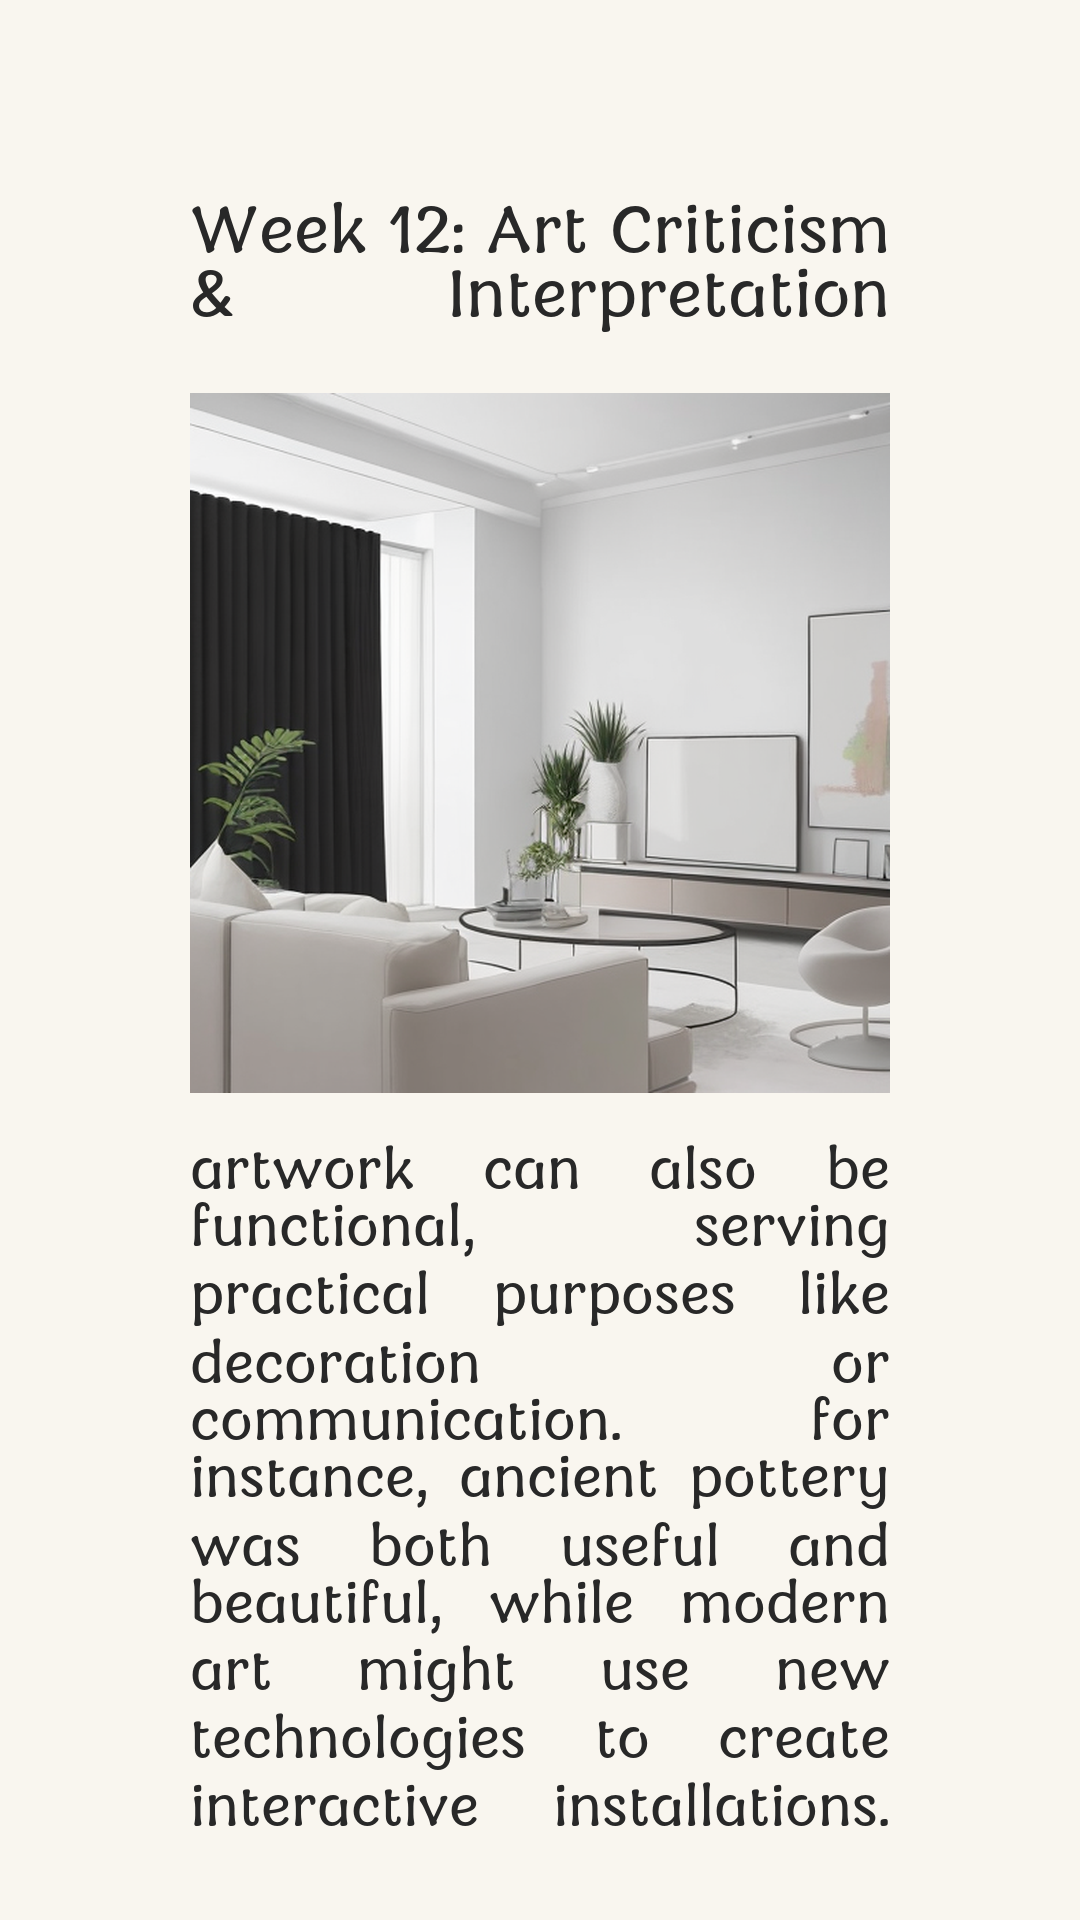 Week 12: Art Criticism
& Interpretation
artwork can also be
functional, serving
practical purposes like
decoration or
communication. for
instance, ancient pottery
was both useful and
beautiful, while modern
art might use new
technologies to create
interactive installations.